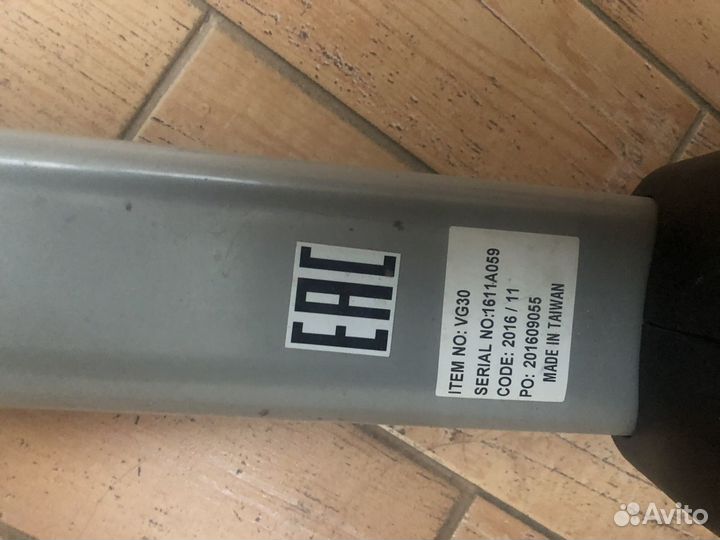 EAC
ITEM NO: VG30
SERIAL NO:1611A059
CODE: 2016 / 11
PO: 201609055
MADE IN TAIWAN
Avito